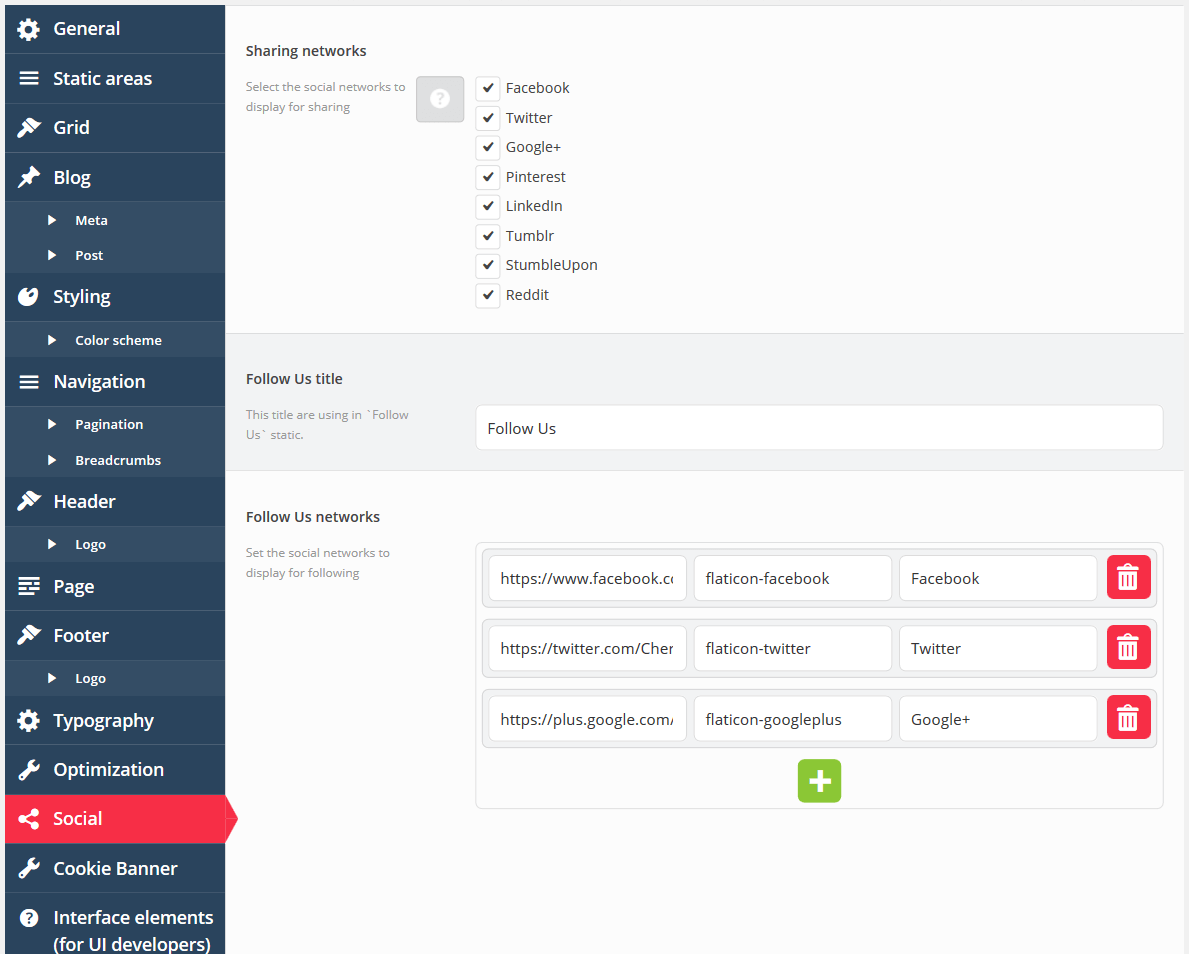 General
Static areas
Grid
Blog
Meta
Post
Styling
Color scheme
Navigation
Pagination
Breadcrumbs
Header
Logo
Page
Footer
Logo
Typography
Optimization
Social
Cookie Banner
Interface elements
(for UI developers)
Sharing networks
Select the social networks to
display for sharing
?
Facebook
Twitter
Google+
Pinterest
LinkedIn
Tumblr
StumbleUpon
Reddit
Follow Us title
This title are using in `Follow
Us` static.
Follow Us
Follow Us networks
Set the social networks to
display for following
https://www.facebook.co flaticon-facebook Facebook
https://twitter.com/Cher flaticon-twitter Twitter
https://plus.google.com/ flaticon-googleplus Google+